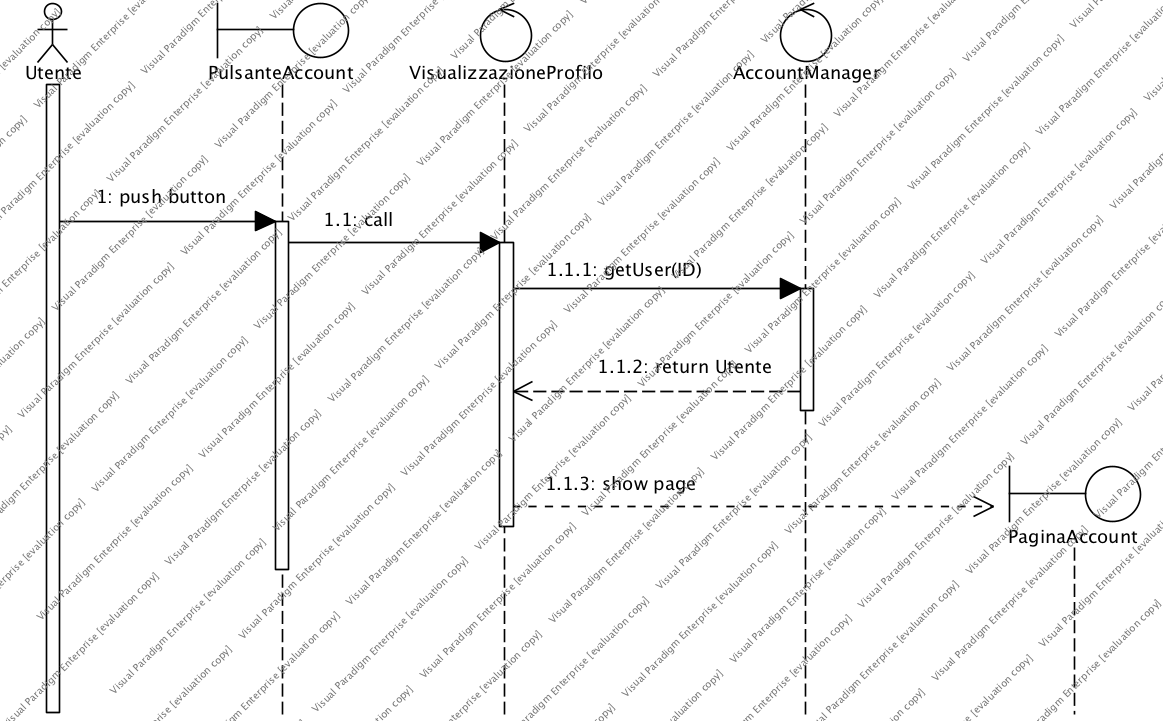 Utente
PulsanteAccount
VisualizzazioneProfilo
AccountManager
1: push button
1.1: call
1.1.1: getUser(ID)
1.1.2: return Utente
1.1.3: show page
PaginaAccount
Visual Paradigm Enterprise [evaluation copy]